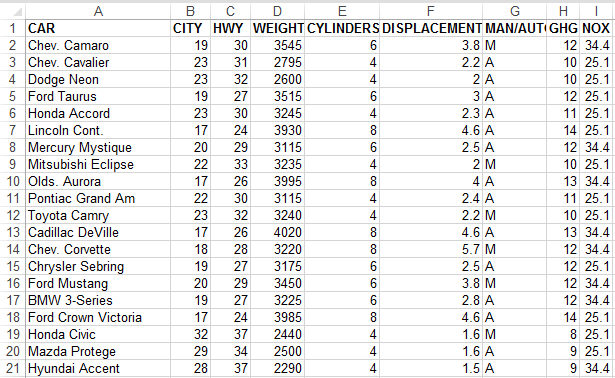 A B C D E F G H I
1 CAR CITY HWY WEIGHT CYLINDERS DISPLACEMENT MAN/AUT GHG NOX
2 Chev. Camaro 19 30 3545 6 3.8 M 12 34.4
3 Chev. Cavalier 23 31 2795 4 2.2 A 10 25.1
4 Dodge Neon 23 32 2600 4 2 A 10 25.1
5 Ford Taurus 19 27 3515 6 3 A 12 25.1
6 Honda Accord 23 30 3245 4 2.3 A 11 25.1
7 Lincoln Cont. 17 24 3930 8 4.6 A 14 25.1
8 Mercury Mystique 20 29 3115 6 2.5 A 12 34.4
9 Mitsubishi Eclipse 22 33 3235 4 2 M 10 25.1
10 Olds. Aurora 17 26 3995 8 4 A 13 34.4
11 Pontiac Grand Am 22 30 3115 4 2.4 A 11 25.1
12 Toyota Camry 23 32 3240 4 2.2 M 10 25.1
13 Cadillac DeVille 17 26 4020 8 4.6 A 13 34.4
14 Chev. Corvette 18 28 3220 8 5.7 M 12 34.4
15 Chrysler Sebring 19 27 3175 6 2.5 A 12 25.1
16 Ford Mustang 20 29 3450 6 3.8 M 12 34.4
17 BMW 3-Series 19 27 3225 6 2.8 A 12 34.4
18 Ford Crown Victoria 17 24 3985 8 4.6 A 14 25.1
19 Honda Civic 32 37 2440 4 1.6 M 8 25.1
20 Mazda Protege 29 34 2500 4 1.6 A 9 25.1
21 Hyundai Accent 28 37 2290 4 1.5 A 9 34.4